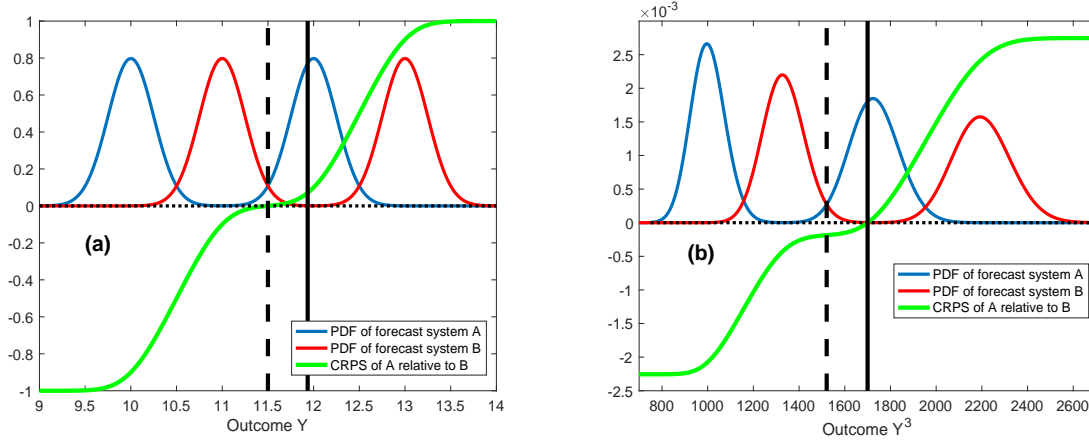 1
0.8
0.6
0.4
0.2
0
-0.2
-0.4
-0.6
-0.8
-1
(a)
PDF of forecast system A
PDF of forecast system B
CRPS of A relative to B
9 9.5 10 10.5 11 11.5 12 12.5 13 13.5 14
Outcome Y
×10⁻³
2.5
2
1.5
1
0.5
0
-0.5
-1
-1.5
-2
-2.5
(b)
PDF of forecast system A
PDF of forecast system B
CRPS of A relative to B
800 1000 1200 1400 1600 1800 2000 2200 2400 2600
Outcome Y³